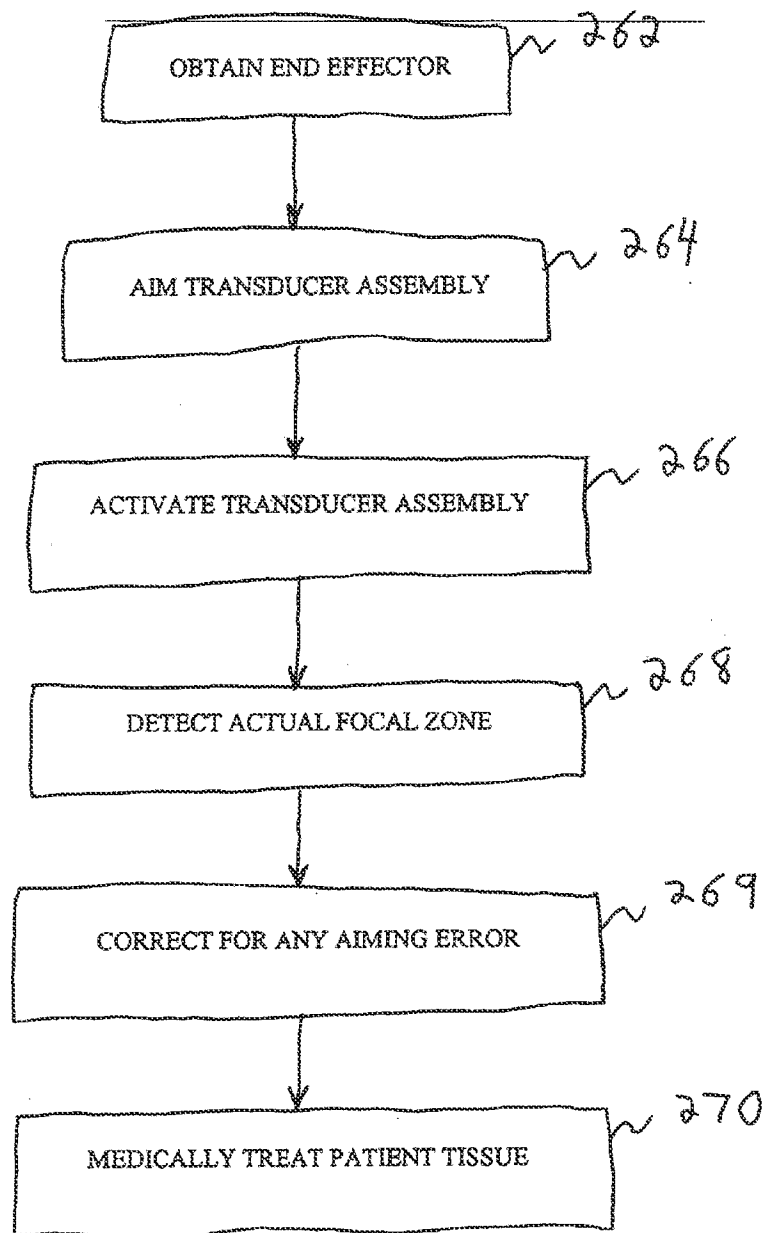 262
OBTAIN END EFFECTOR
264
AIM TRANSDUCER ASSEMBLY
266
ACTIVATE TRANSDUCER ASSEMBLY
268
DETECT ACTUAL FOCAL ZONE
269
CORRECT FOR ANY AIMING ERROR
270
MEDICALLY TREAT PATIENT TISSUE